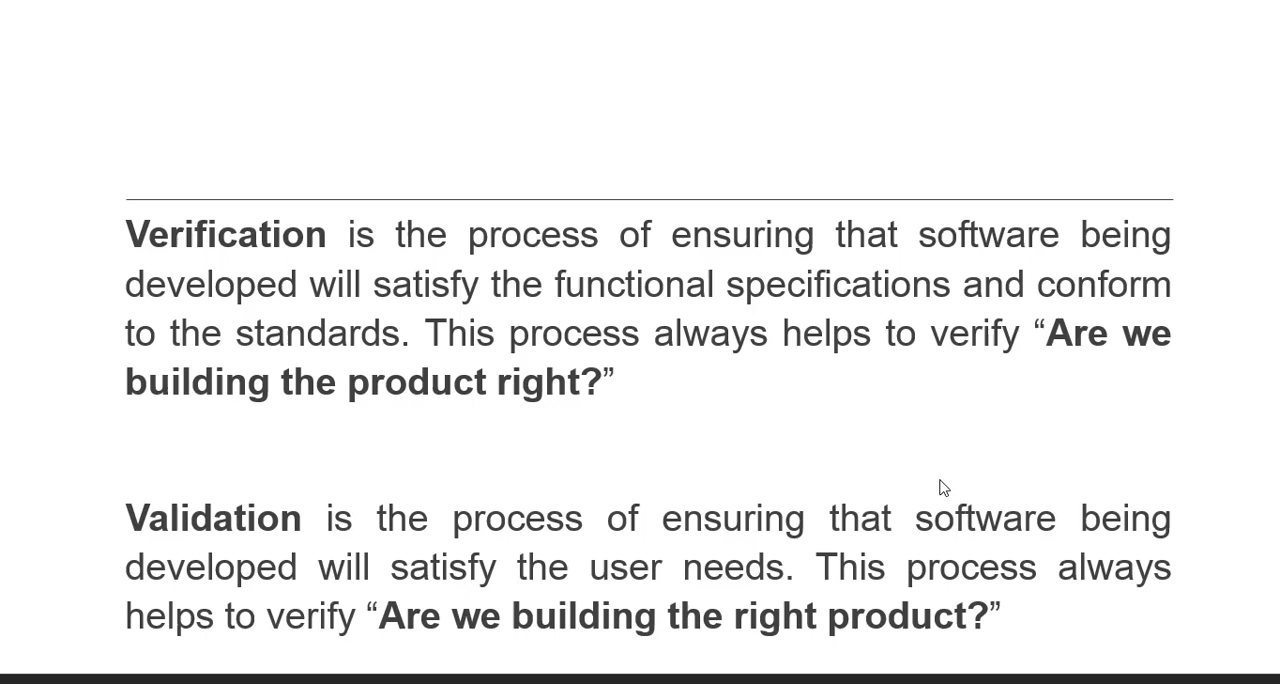 Verification is the process of ensuring that software being
developed will satisfy the functional specifications and conform
to the standards. This process always helps to verify “Are we
building the product right?”
Validation is the process of ensuring that software being
developed will satisfy the user needs. This process always
helps to verify “Are we building the right product?”